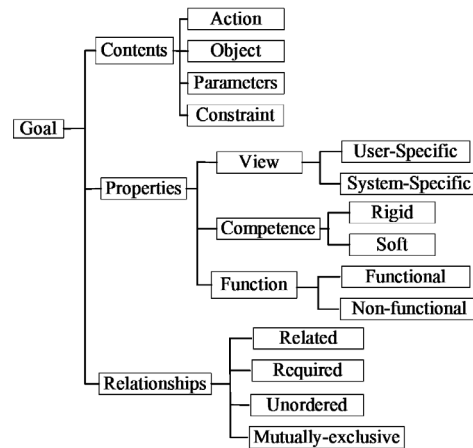 Goal
Contents
Action
Object
Parameters
Constraint
Properties
View
User-Specific
System-Specific
Competence
Rigid
Soft
Function
Functional
Non-functional
Relationships
Related
Required
Unordered
Mutually-exclusive